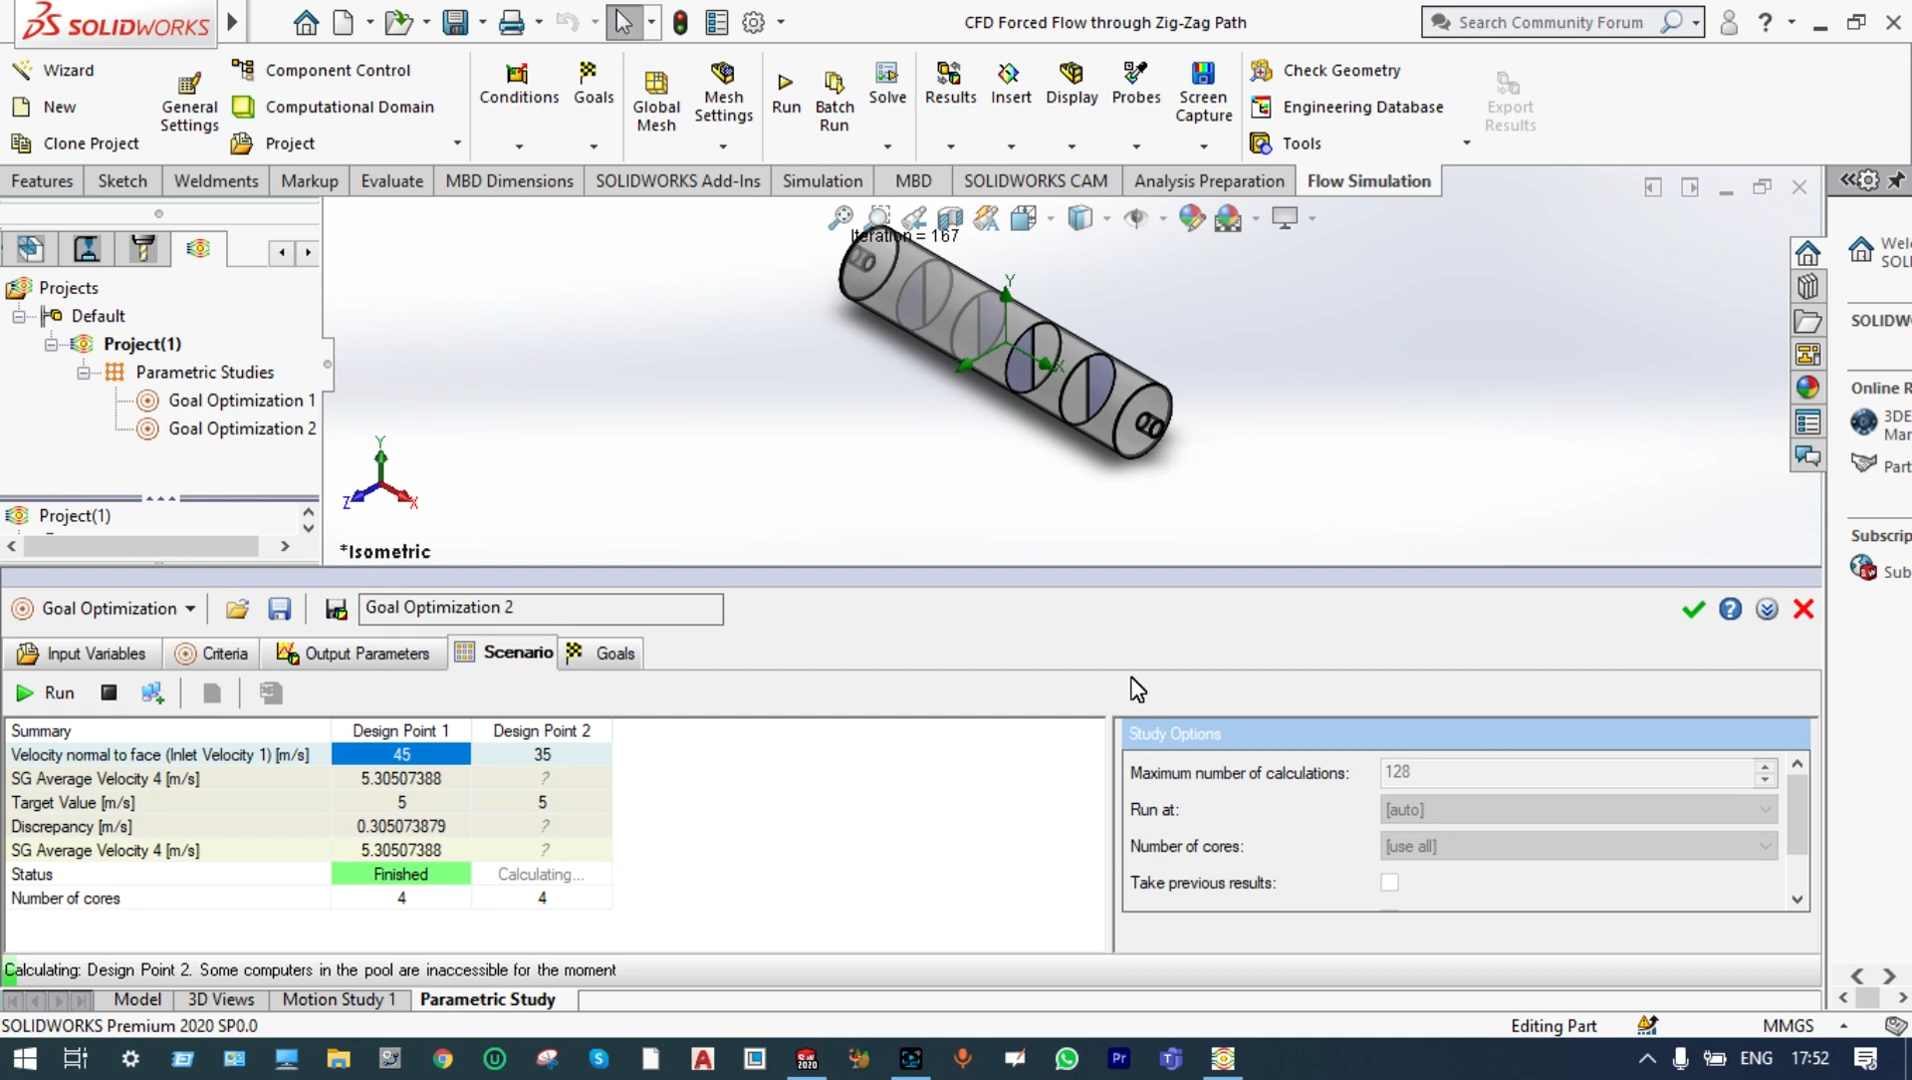 SOLIDWORKS
CFD Forced Flow through Zig-Zag Path
Search Community Forum
?
Wizard
New
Clone Project
General
Settings
Component Control
Computational Domain
Project
Conditions
Goals
Global
Mesh
Mesh
Settings
Run
Batch
Run
Solve
Results
Insert
Display
Probes
Screen
Capture
Check Geometry
Engineering Database
Tools
Export
Results
Features
Sketch
Weldments
Markup
Evaluate
MBD Dimensions
SOLIDWORKS Add-Ins
Simulation
MBD
SOLIDWORKS CAM
Analysis Preparation
Flow Simulation
Iteration = 167
Projects
Default
Project(1)
Parametric Studies
Goal Optimization 1
Goal Optimization 2
Project(1)
Y
X
Y
Z
X
*Isometric
Wel
SOLI
SOLIDW
Online R
3DE
Mar
Part
Subscrip
Sub
Goal Optimization
Goal Optimization 2
Input Variables
Criteria
Output Parameters
Scenario
Goals
Run
Summary Design Point 1 Design Point 2
Velocity normal to face (Inlet Velocity 1) [m/s] 45 35
SG Average Velocity 4 [m/s] 5.30507388 ?
Target Value [m/s] 5 5
Discrepancy [m/s] 0.305073879 ?
SG Average Velocity 4 [m/s] 5.30507388 ?
Status Finished Calculating...
Number of cores 4 4
Study Options
Maximum number of calculations: 128
Run at: [auto]
Number of cores: [use all]
Take previous results:
Calculating: Design Point 2. Some computers in the pool are inaccessible for the moment
Model
3D Views
Motion Study 1
Parametric Study
SOLIDWORKS Premium 2020 SP0.0
Editing Part
MMGS
ENG
17:52